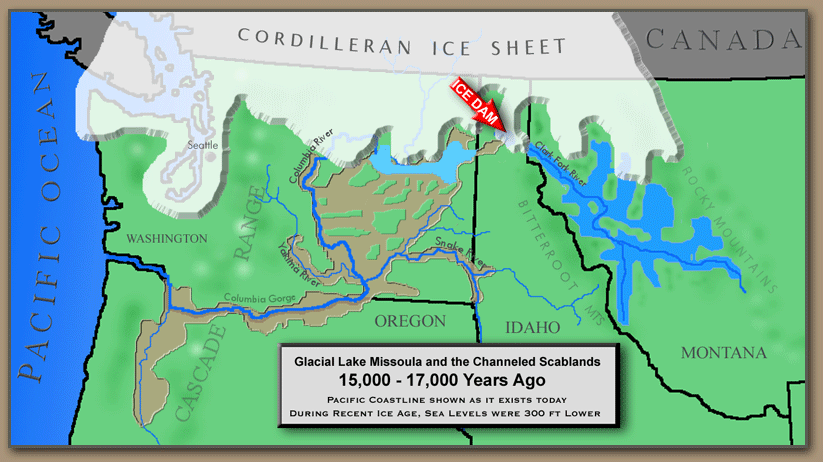 CORDILLERAN ICE SHEET
CANADA
ICE DAM
PACIFIC OCEAN
Seattle
Columbia River
Clark Fork River
ROCKY MOUNTAINS
WASHINGTON
CASCADE RANGE
Yakima River
Snake River
BITTERROOT MTS
Columbia Gorge
OREGON
IDAHO
MONTANA
Glacial Lake Missoula and the Channeled Scablands
15,000 - 17,000 Years Ago
Pacific Coastline shown as it exists today
During Recent Ice Age, Sea Levels were 300 ft Lower